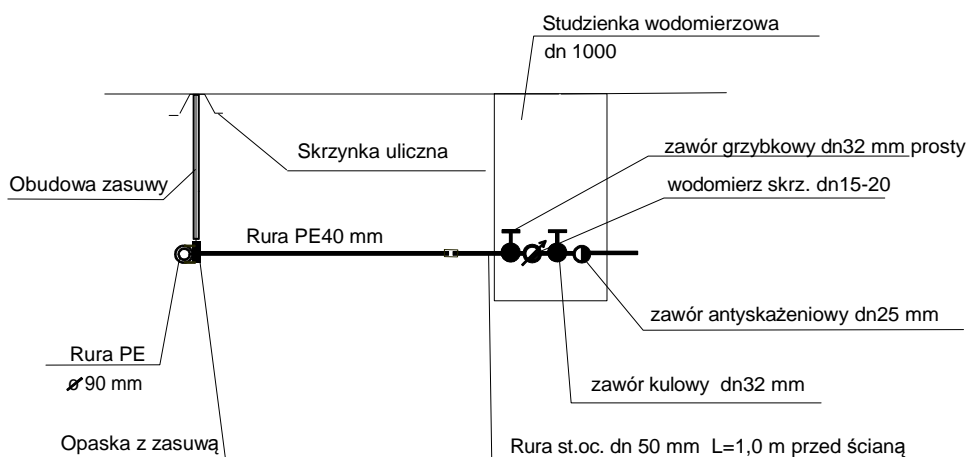 Studzienka wodomierzowa
dn 1000
Skrzynka uliczna
zawór grzybkowy dn32 mm prosty
Obudowa zasuwy
wodomierz skrz. dn15-20
Rura PE40 mm
zawór antyskażeniowy dn25 mm
Rura PE
ø 90 mm
zawór kulowy dn32 mm
Opaska z zasuwą
Rura st.oc. dn 50 mm L=1,0 m przed ścianą